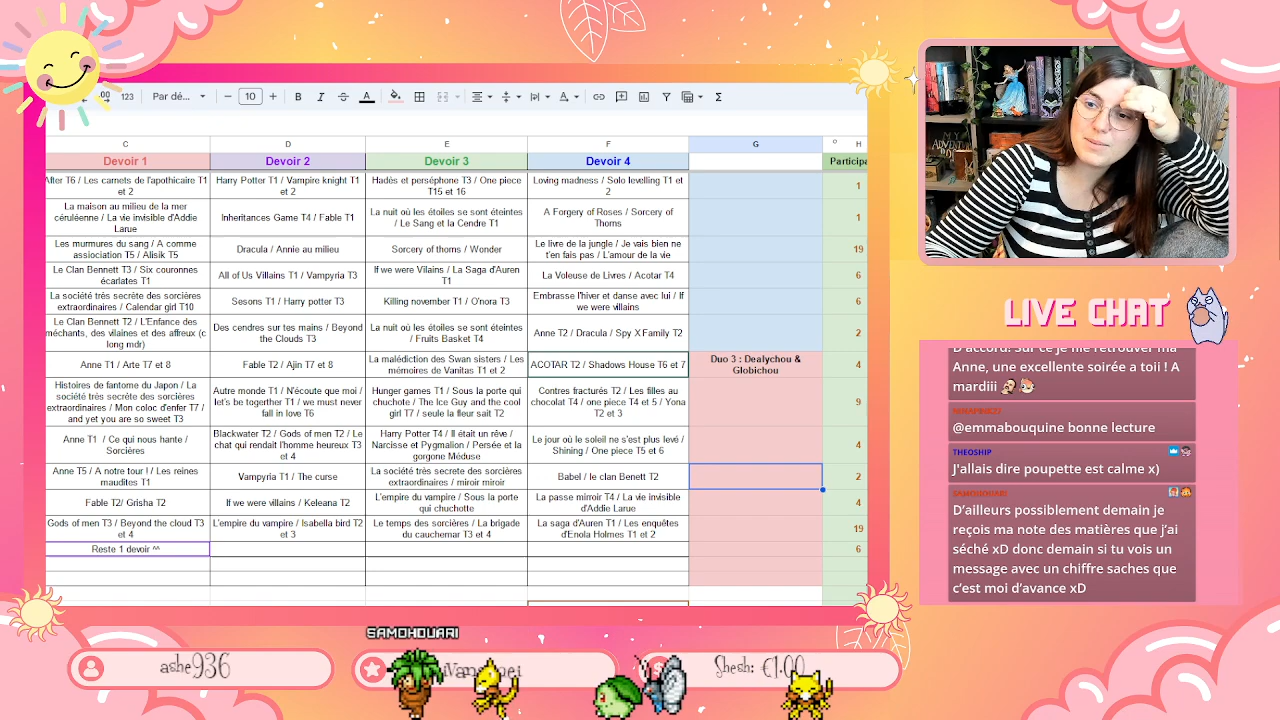 .00 123 Par dé... 10 B I A
C D E F G H
Devoir 1 Devoir 2 Devoir 3 Devoir 4 Participa
After T6 / Les carnets de l'apothicaire T1
et 2
Harry Potter T1 / Vampire knight T1
et 2
Hadès et perséphone T3 / One piece
T15 et 16
Loving madness / Solo levelling T1 et
2
1
La maison au milieu de la mer
céruléenne / La vie invisible d'Addie
Larue
Inheritances Game T4 / Fable T1
La nuit où les étoiles se sont éteintes
/ Le Sang et la Cendre T1
A Forgery of Roses / Sorcery of
Thorns
1
Les murmures du sang / A comme
assiociation T5 / Alisik T5
Dracula / Annie au milieu
Sorcery of thorns / Wonder
Le livre de la jungle / Je vais bien ne
t'en fais pas / L'amour de la vie
19
Le Clan Bennett T3 / Six couronnes
écarlates T1
All of Us Villains T1 / Vampyria T3
If we were Vilains / La Saga d'Auren
T1
La Voleuse de Livres / Acotar T4
6
La société très secrète des sorcières
extraordinaires / Calendar girl T10
Sesons T1 / Harry potter T3
Killing november T1 / O'nora T3
Embrasse l'hiver et danse avec lui / If
we were villains
6
Le Clan Bennett T2 / L'Enfance des
méchants, des vilaines et des affreux (c
long mdr)
Des cendres sur tes mains / Beyond
the Clouds T3
La nuit où les étoiles se sont éteintes
/ Fruits Basket T4
Anne T2 / Dracula / Spy X Family T2
2
Anne T1 / Arte T7 et 8
Fable T2 / Ajin T7 et 8
La malédiction des Swan sisters / Les
mémoires de Vanitas T1 et 2
ACOTAR T2 / Shadows House T6 et 7
Duo 3 : Dealychou &
Globichou
4
Histoires de fantome du Japon / La
société trés secrète des sorcières
extraordinaires / Mon coloc d'enfer T7 /
and yet you are so sweet T3
Autre monde T1 / N'écoute que moi /
let's be togerther T1 / we must never
fall in love T6
Hunger games T1 / Sous la porte qui
chuchote / The Ice Guy and the cool
girl T7 / seule la fleur sait T2
Contres fracturés T2 / Les filles au
chocolat T4 / one piece T4 et 5 / Yona
T2 et 3
9
Anne T1 / Ce qui nous hante /
Sorcières
Blackwater T2 / Gods of men T2 / Le
chat qui rendait l'homme heureux T3
et 4
Harry Potter T4 / Il était un rêve /
Narcisse et Pygmalion / Persée et la
gorgone Méduse
Le jour où le soleil ne s'est plus levé /
Shining / One piece T5 et 6
4
Anne T5 / A notre tour ! / Les reines
maudites T1
Vampyria T1 / The curse
La société très secrete des sorcières
extraordinaires / miroir miroir
Babel / le clan Benett T2
2
Fable T2/ Grisha T2
If we were villains / Keleana T2
L'empire du vampire / Sous la porte
qui chuchotte
La passe mirroir T4 / La vie invisible
d'Addie Larue
4
Gods of men T3 / Beyond the cloud T3
et 4
L'empire du vampire / Isabella bird T2
et 3
Le temps des sorcières / La brigade
du cauchemar T3 et 4
La saga d'Auren T1 / Les enquêtes
d'Enola Holmes T1 et 2
19
Reste 1 devoir ^^
6
MY
ADVENTURE
LIVE CHAT
D'accord! Sur ce je file retrouver ma
Anne, une excellente soirée a toii ! A
mardiii
@emmabouquine bonne lecture
THEOSHIP
J'allais dire poupette est calme x)
SAMOHOUARI
D'ailleurs possiblement demain je
reçois ma note des matières que j'ai
séché xD donc demain si tu vois un
message avec un chiffre saches que
c'est moi d'avance xD
SAMOHOUARI
ashe936
Shesh: €1.00